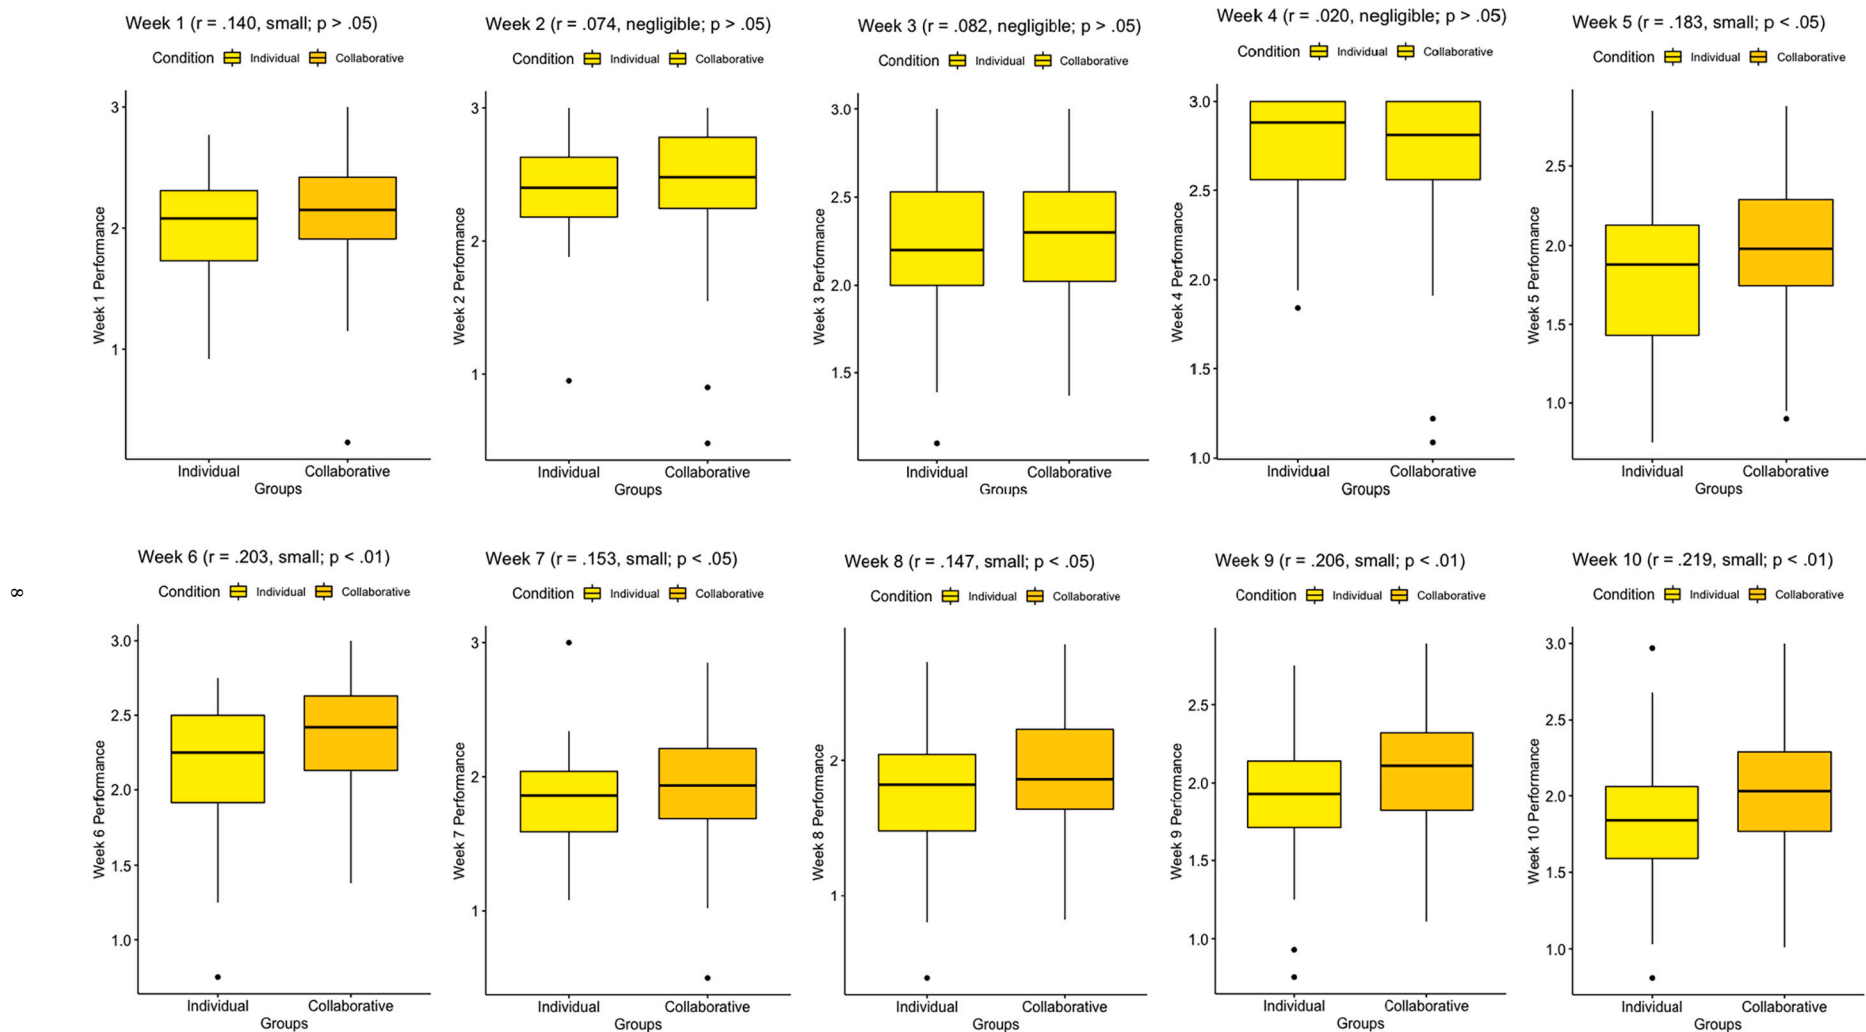 Week 1 (r = .140, small; p > .05)
Condition Individual Collaborative
3
2
1
Week 1 Performance
Individual Collaborative
Groups
Week 2 (r = .074, negligible; p > .05)
Condition Individual Collaborative
3
2
1
Week 2 Performance
Individual Collaborative
Groups
Week 3 (r = .082, negligible; p > .05)
Condition Individual Collaborative
3.0
2.5
2.0
1.5
Week 3 Performance
Individual Collaborative
Groups
Week 4 (r = .020, negligible; p > .05)
Condition Individual Collaborative
3.0
2.5
2.0
1.5
1.0
Week 4 Performance
Individual Collaborative
Groups
Week 5 (r = .183, small; p < .05)
Condition Individual Collaborative
2.5
2.0
1.5
1.0
Week 5 Performance
Individual Collaborative
Groups
8
Week 6 (r = .203, small; p < .01)
Condition Individual Collaborative
3.0
2.5
2.0
1.5
1.0
Week 6 Performance
Individual Collaborative
Groups
Week 7 (r = .153, small; p < .05)
Condition Individual Collaborative
3
2
1
Week 7 Performance
Individual Collaborative
Groups
Week 8 (r = .147, small; p < .05)
Condition Individual Collaborative
2
1
Week 8 Performance
Individual Collaborative
Groups
Week 9 (r = .206, small; p < .01)
Condition Individual Collaborative
2.5
2.0
1.5
1.0
Week 9 Performance
Individual Collaborative
Groups
Week 10 (r = .219, small; p < .01)
Condition Individual Collaborative
3.0
2.5
2.0
1.5
1.0
Week 10 Performance
Individual Collaborative
Groups